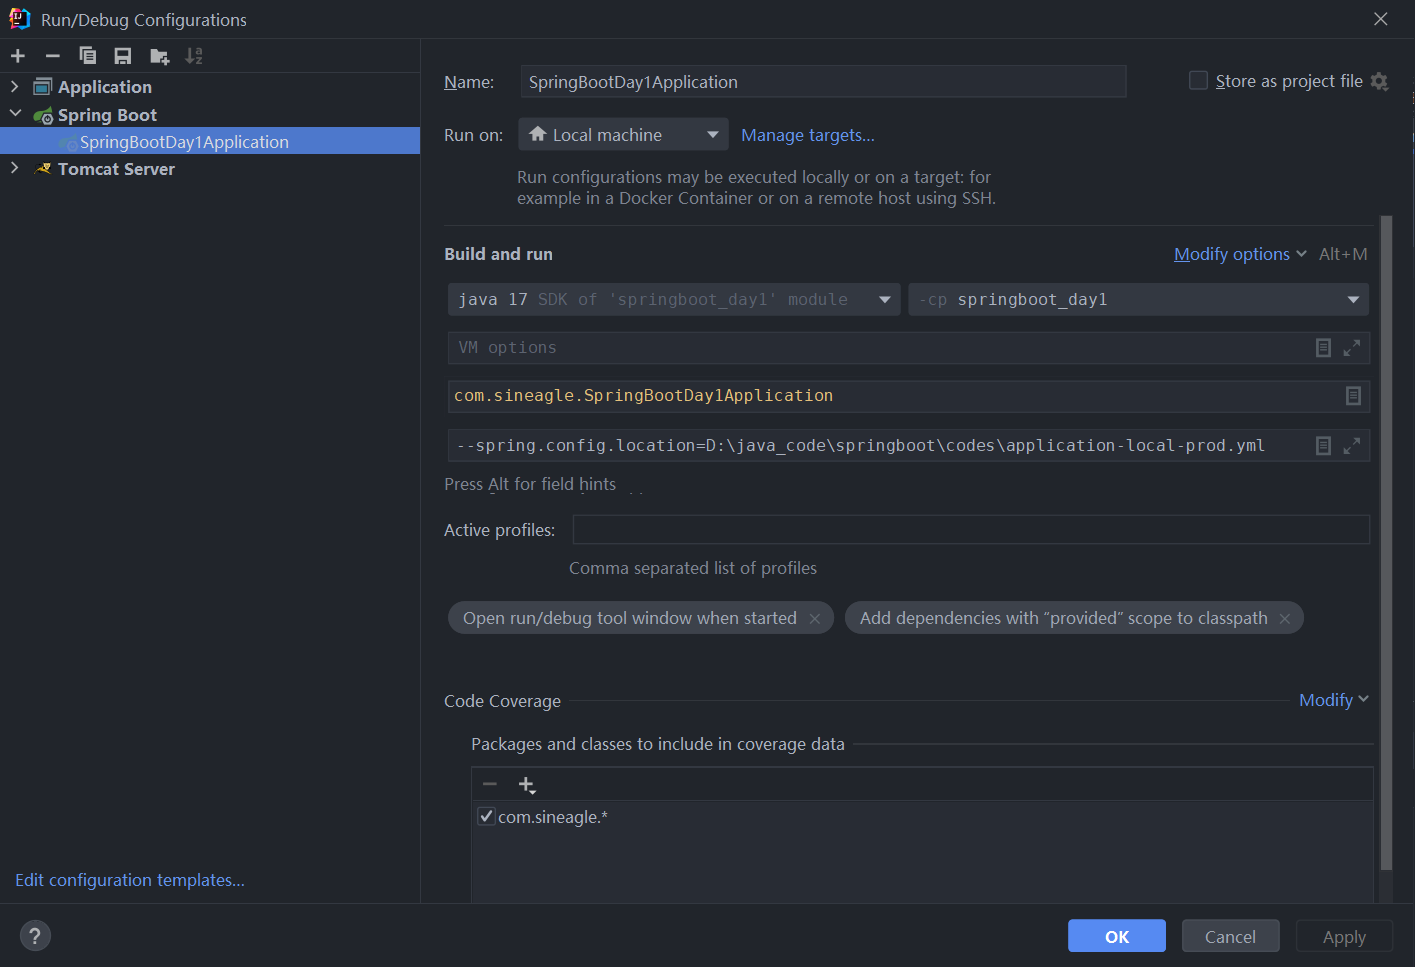 Run/Debug Configurations
Application
Spring Boot
SpringBootDay1Application
Tomcat Server
Edit configuration templates...
Name: SpringBootDay1Application Store as project file
Run on: Local machine Manage targets...
Run configurations may be executed locally or on a target: for
example in a Docker Container or on a remote host using SSH.
Build and run Modify options Alt+M
java 17 SDK of 'springboot_day1' module -cp springboot_day1
VM options
com.sineagle.SpringBootDay1Application
--spring.config.location=D:\java_code\springboot\codes\application-local-prod.yml
Press Alt for field hints
Active profiles:
Comma separated list of profiles
Open run/debug tool window when started × Add dependencies with “provided” scope to classpath ×
Code Coverage Modify
Packages and classes to include in coverage data
com.sineagle.*
? OK Cancel Apply